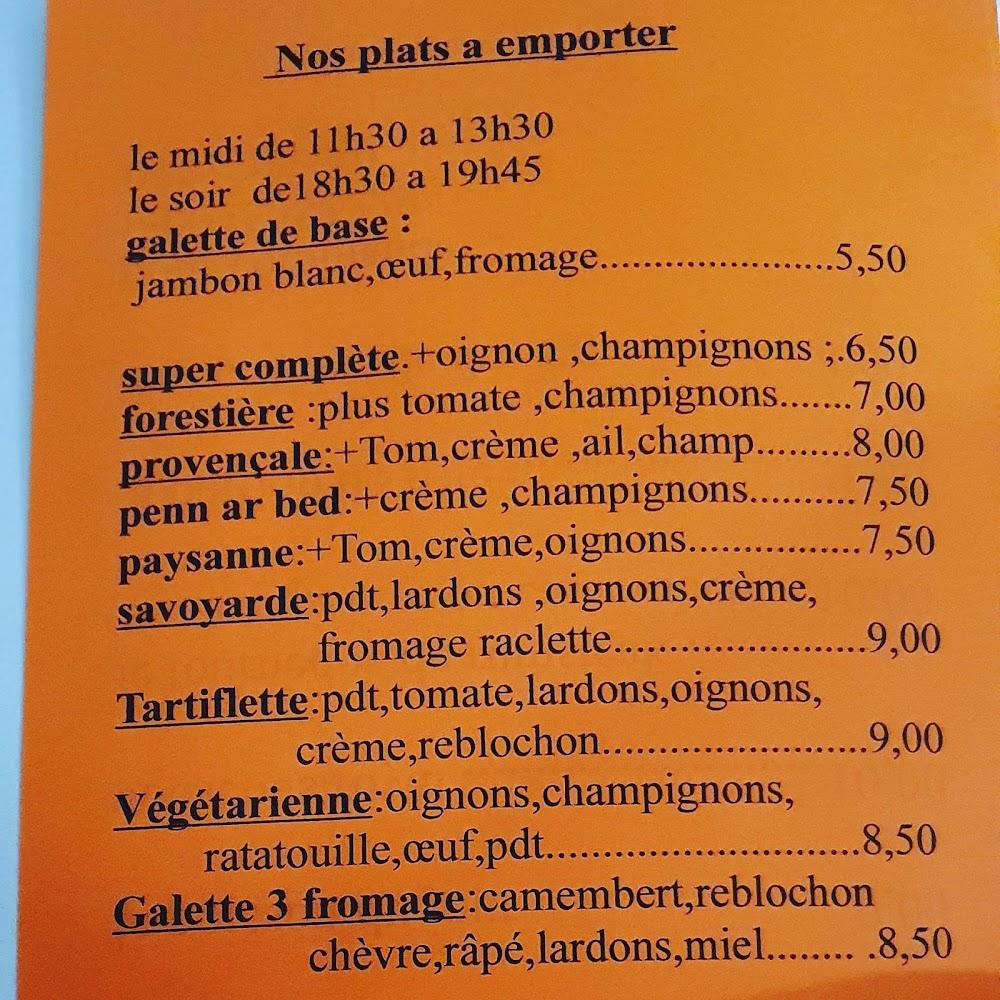 Nos plats a emporter
le midi de 11h30 a 13h30
le soir de18h30 a 19h45
galette de base :
jambon blanc,œuf,fromage......................5,50
super complète.+oignon ,champignons ;.6,50
forestière :plus tomate ,champignons.......7,00
provençale:+Tom,crème ,ail,champ.........8,00
penn ar bed:+crème ,champignons..........7,50
paysanne:+Tom,crème,oignons.................7,50
savoyarde:pdt,lardons ,oignons,crème,
fromage raclette.........................9,00
Tartiflette:pdt,tomate,lardons,oignons,
crème,reblochon..........................9,00
Végétarienne:oignons,champignons,
ratatouille,œuf,pdt...............................8,50
Galette 3 fromage:camembert,reblochon
chèvre,râpé,lardons,miel........ .8,50